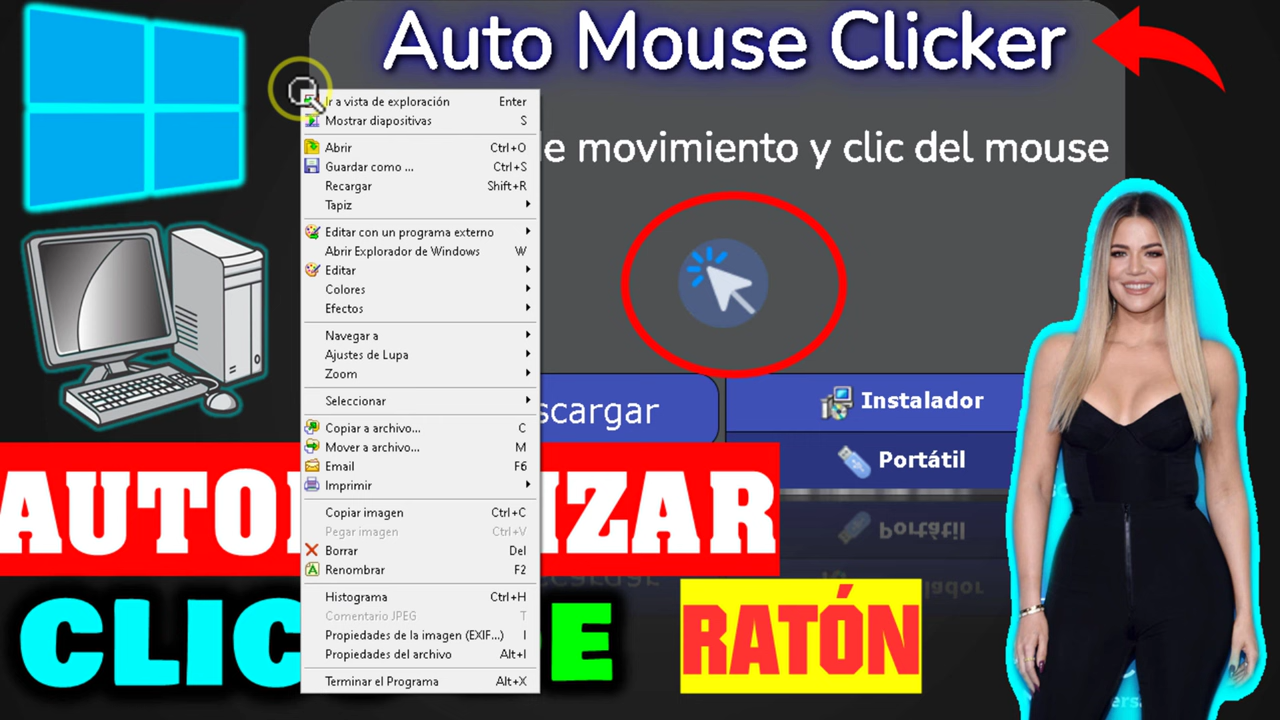 Auto Mouse Clicker
e movimiento y clic del mouse
Ir a vista de exploración Enter
Mostrar diapositivas S
Abrir Ctrl+O
Guardar como ... Ctrl+S
Recargar Shift+R
Tapiz
Editar con un programa externo
Abrir Explorador de Windows W
Editar
Colores
Efectos
Navegar a
Ajustes de Lupa
Zoom
Seleccionar
Copiar a archivo... C
Mover a archivo... M
Email F6
Imprimir
Copiar imagen Ctrl+C
Pegar imagen Ctrl+V
Borrar Del
Renombrar F2
Histograma Ctrl+H
Comentario JPEG T
Propiedades de la imagen (EXIF...) I
Propiedades del archivo Alt+I
Terminar el Programa Alt+X
scargar
Instalador
Portátil
Portátil
scargar
lador
AUTO IZAR
CLIC E
RATÓN